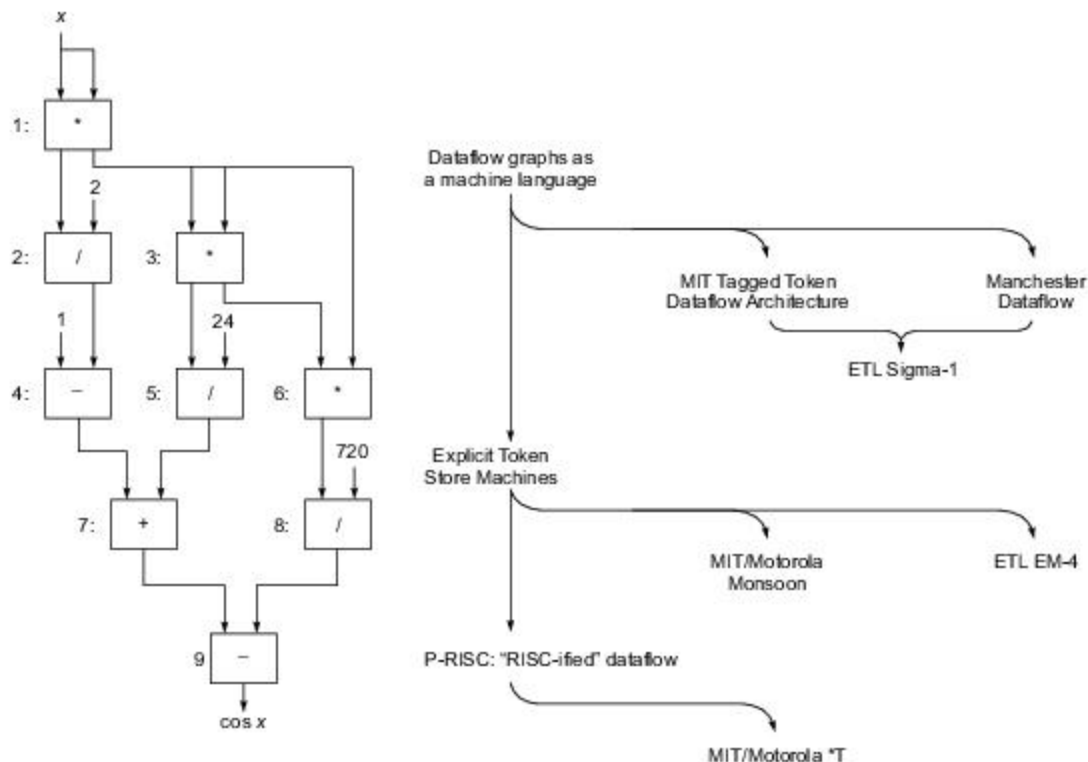 x
1:
*
2
2:
/
3:
*
1
24
4:
–
5:
/
6:
*
720
7:
+
8:
/
9
–
cos x
Dataflow graphs as
a machine language
MIT Tagged Token
Dataflow Architecture
Manchester
Dataflow
ETL Sigma-1
Explicit Token
Store Machines
MIT/Motorola
Monsoon
ETL EM-4
P-RISC: “RISC-ified” dataflow
MIT/Motorola *T